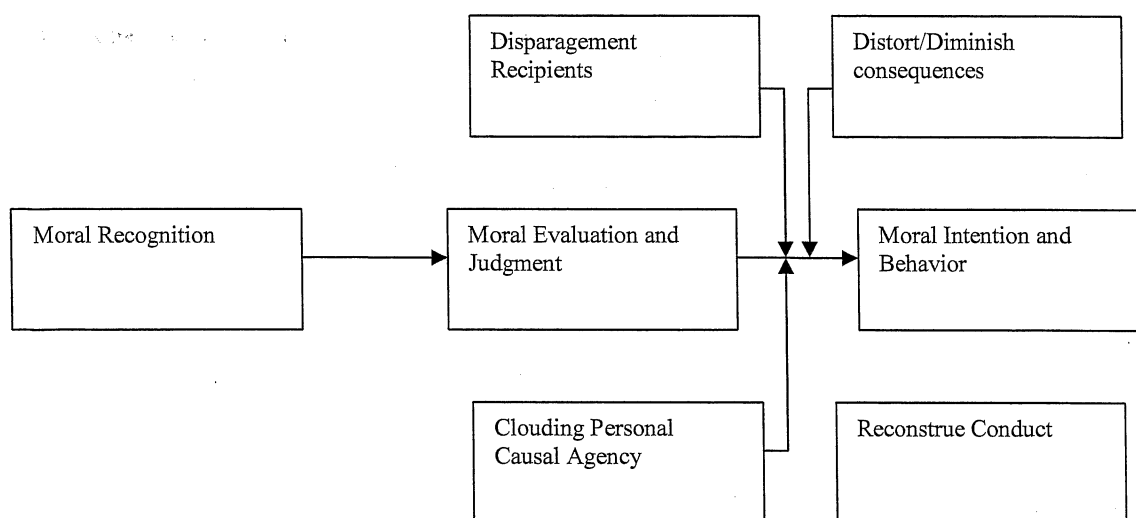 Disparagement
Recipients
Distort/Diminish
consequences
Moral Recognition
Moral Evaluation and
Judgment
Moral Intention and
Behavior
Clouding Personal
Causal Agency
Reconstrue Conduct